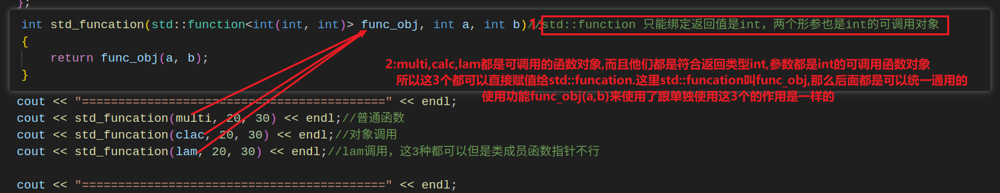 };
int std_funcation(std::function<int(int, int)> func_obj, int a, int b)//std::function 只能绑定返回值是int，两个形参也是int的可调用对象
{
return func_obj(a, b);
}
2:multi,calc,lam都是可调用的函数对象,而且他们都是符合返回类型int,参数都是int的可调用函数对象
所以这3个都可以直接赋值给std::funcation.这里std::funcation叫func_obj,那么后面都是可以统一通用的
使用功能func_obj(a,b)来使用了跟单独使用这3个的作用是一样的
cout << "==========================================" << endl;
cout << std_funcation(multi, 20, 30) << endl;//普通函数
cout << std_funcation(clac, 20, 30) << endl;//对象调用
cout << std_funcation(lam, 20, 30) << endl;//lam调用，这3种都可以但是类成员函数指针不行
cout << "==========================================" << endl;